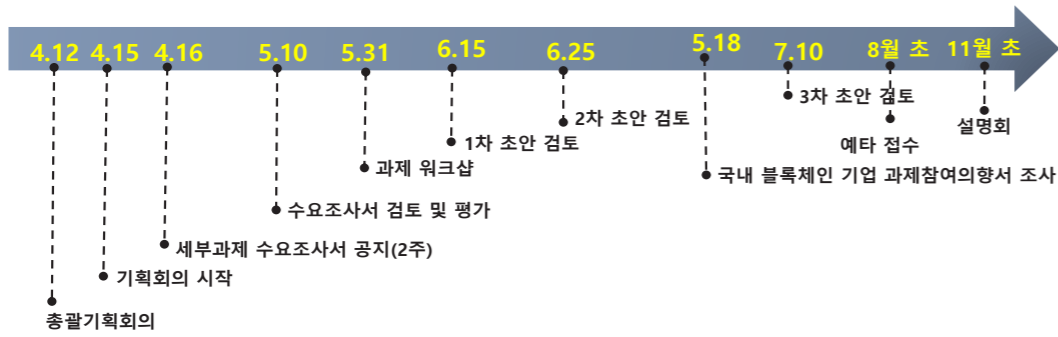 4.12 4.15 4.16 5.10 5.31 6.15 6.25 5.18 7.10 8월 초 11월 초
3차 초안 검토
2차 초안 검토
설명회
1차 초안 검토
예타 접수
과제 워크샵
국내 블록체인 기업 과제참여의향서 조사
수요조사서 검토 및 평가
세부과제 수요조사서 공지(2주)
기획회의 시작
총괄기획회의